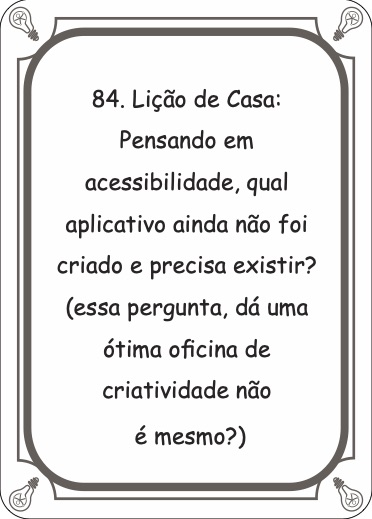 84. Lição de Casa:
Pensando em
acessibilidade, qual
aplicativo ainda não foi
criado e precisa existir?
(essa pergunta, dá uma
ótima oficina de
criatividade não
é mesmo?)